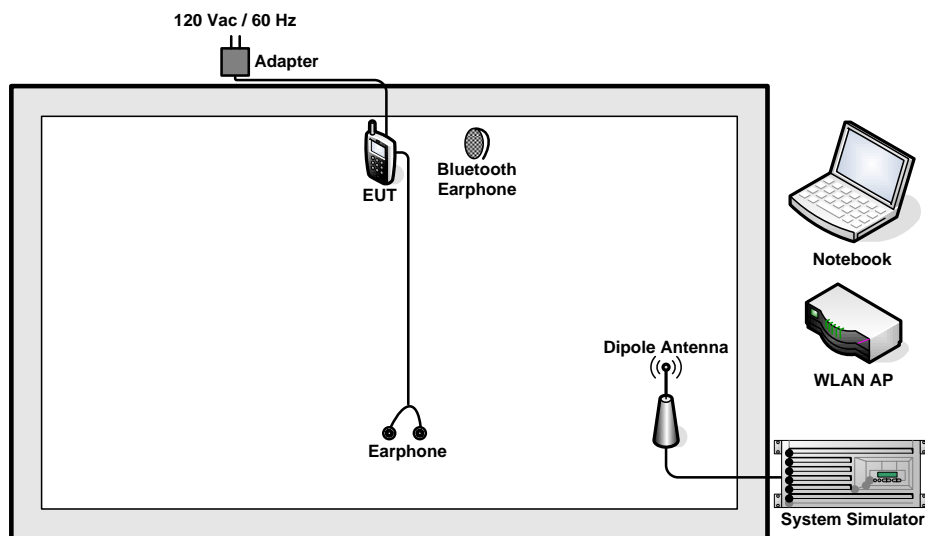 120 Vac / 60 Hz
Adapter
EUT
Bluetooth
Earphone
Notebook
WLAN AP
Dipole Antenna
Earphone
System Simulator